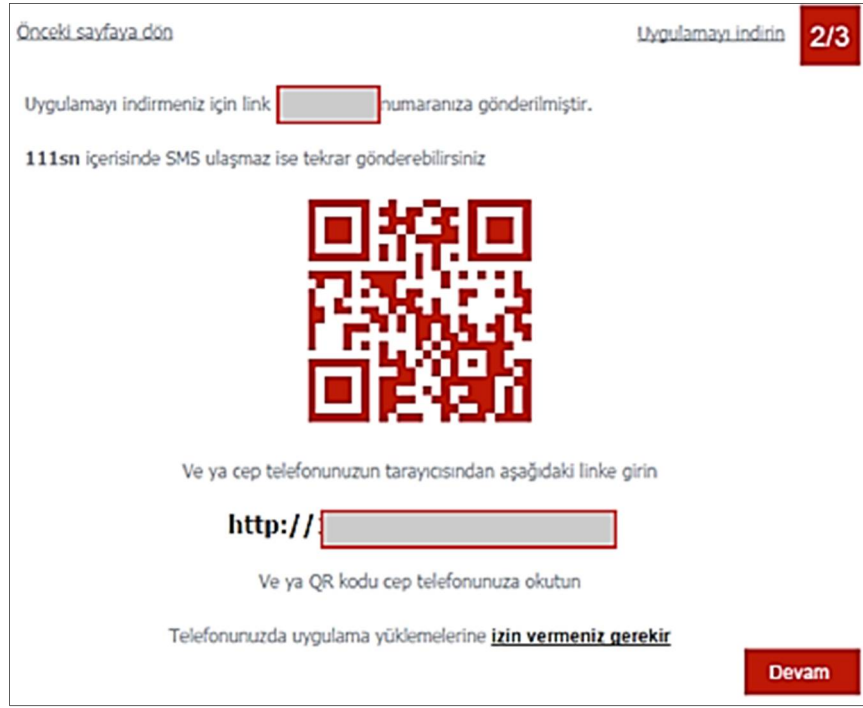 Önceki sayfaya dön
Uygulamayı indirin
2/3
Uygulamayı indirmeniz için link numaranıza gönderilmiştir.
111sn içerisinde SMS ulaşmaz ise tekrar gönderebilirsiniz
Ve ya cep telefonunuzun tarayıcısından aşağıdaki linke girin
http://
Ve ya QR kodu cep telefonunuza okutun
Telefonunuzda uygulama yüklemelerine izin vermeniz gerekir
Devam